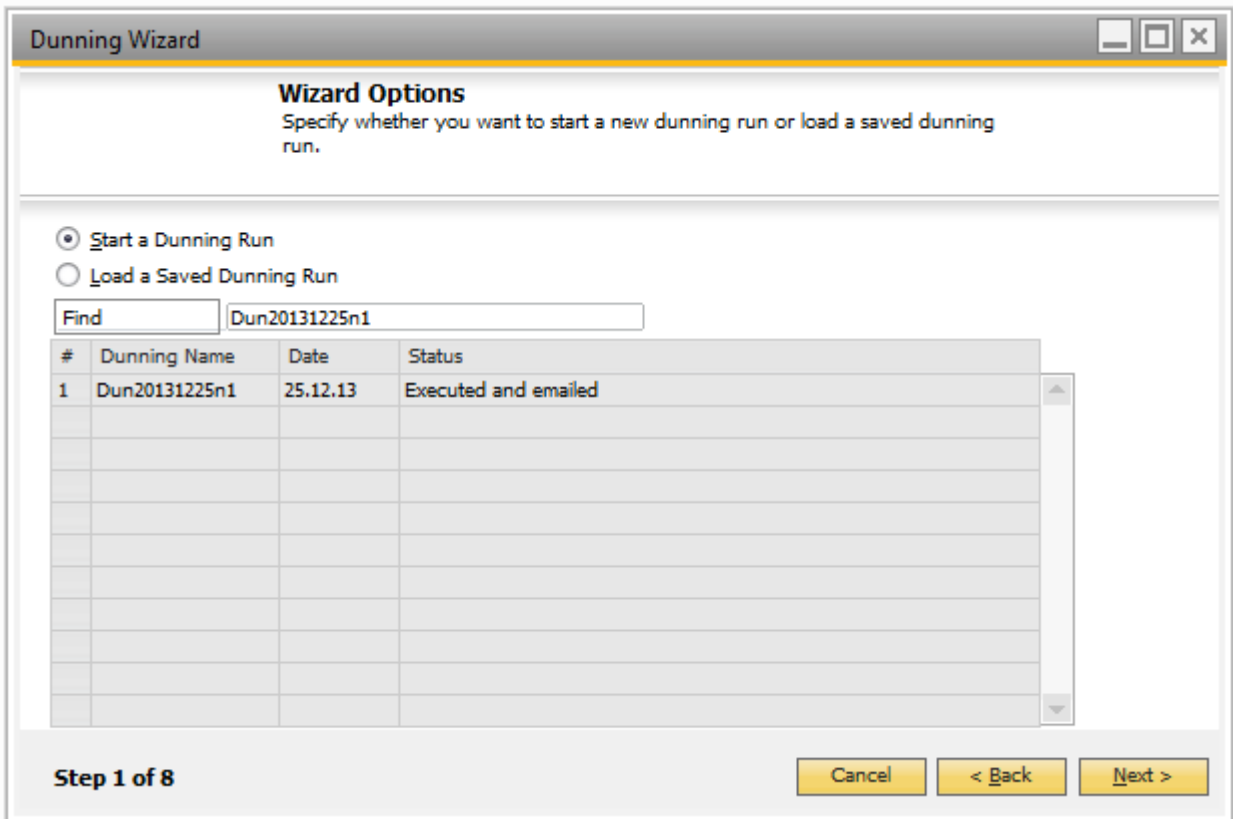 Dunning Wizard
Wizard Options
Specify whether you want to start a new dunning run or load a saved dunning
run.
Start a Dunning Run
Load a Saved Dunning Run
Find Dun20131225n1
# Dunning Name Date Status
1 Dun20131225n1 25.12.13 Executed and emailed
Step 1 of 8 Cancel < Back Next >